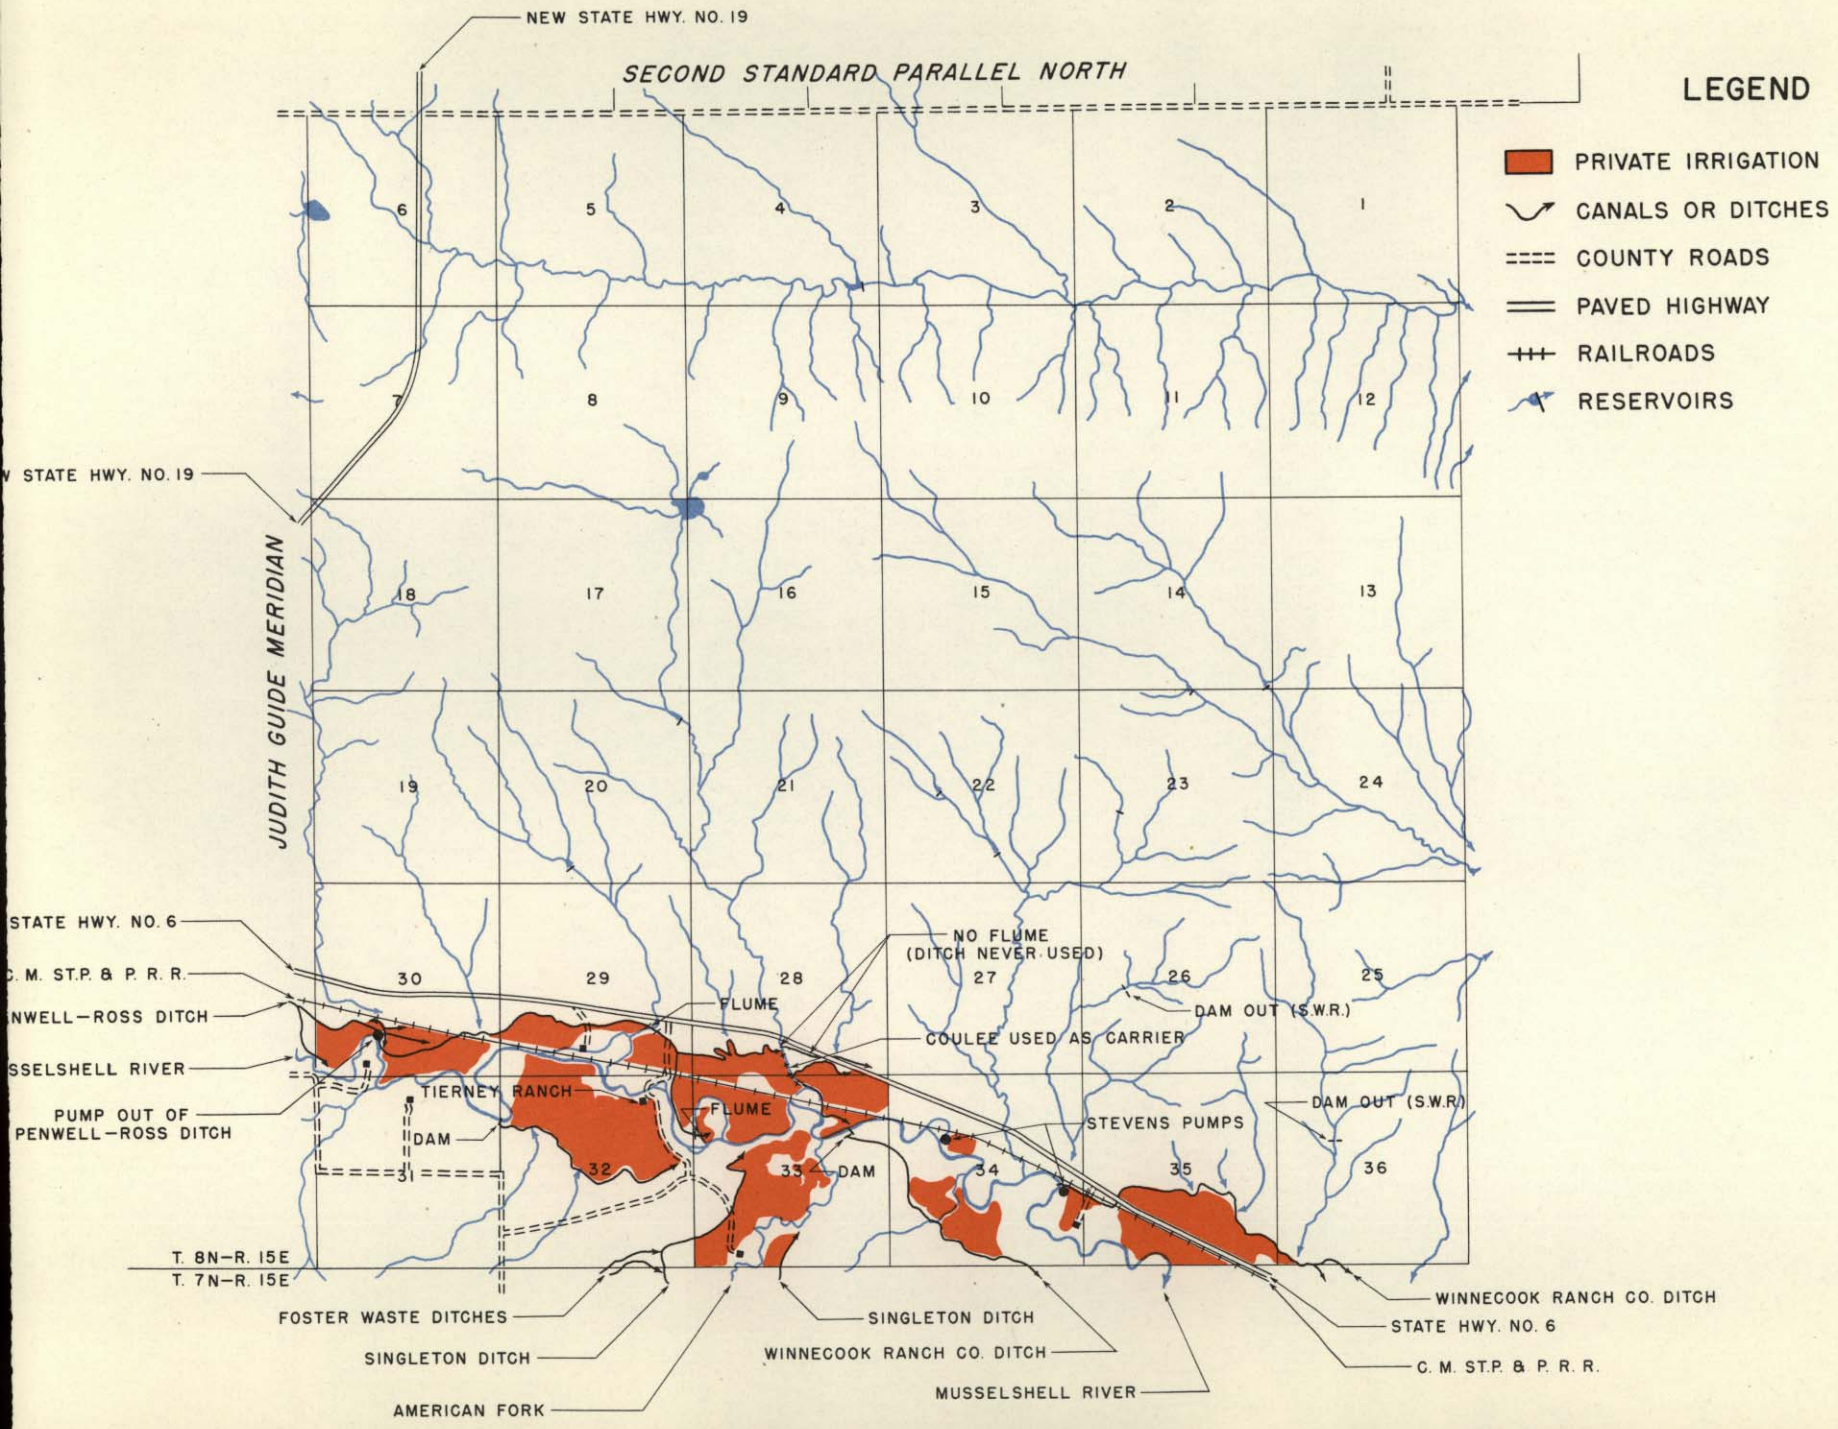 NEW STATE HWY. NO. 19
SECOND STANDARD PARALLEL NORTH
LEGEND
PRIVATE IRRIGATION
CANALS OR DITCHES
COUNTY ROADS
PAVED HIGHWAY
RAILROADS
RESERVOIRS
6
5
4
3
2
1
7
8
9
10
11
12
STATE HWY. NO. 19
JUDITH GUIDE MERIDIAN
18
17
16
15
14
13
19
20
21
22
23
24
STATE HWY. NO. 6
NO FLUME
(DITCH NEVER USED)
C. M. ST.P. & P. R. R.
30
29
28
27
26
25
FLUME
DAM OUT (S.W.R.)
NWELL-ROSS DITCH
COULEE USED AS CARRIER
SSELSHELL RIVER
TIERNEY RANCH
FLUME
DAM OUT (S.W.R)
PUMP OUT OF
PENWELL-ROSS DITCH
DAM
STEVENS PUMPS
31
32
33
DAM
34
35
36
T. 8N-R. 15E
T. 7N-R. 15E
FOSTER WASTE DITCHES
SINGLETON DITCH
WINNECOOK RANCH CO. DITCH
STATE HWY. NO. 6
SINGLETON DITCH
WINNECOOK RANCH CO. DITCH
C. M. ST.P. & P. R. R.
MUSSELSHELL RIVER
AMERICAN FORK